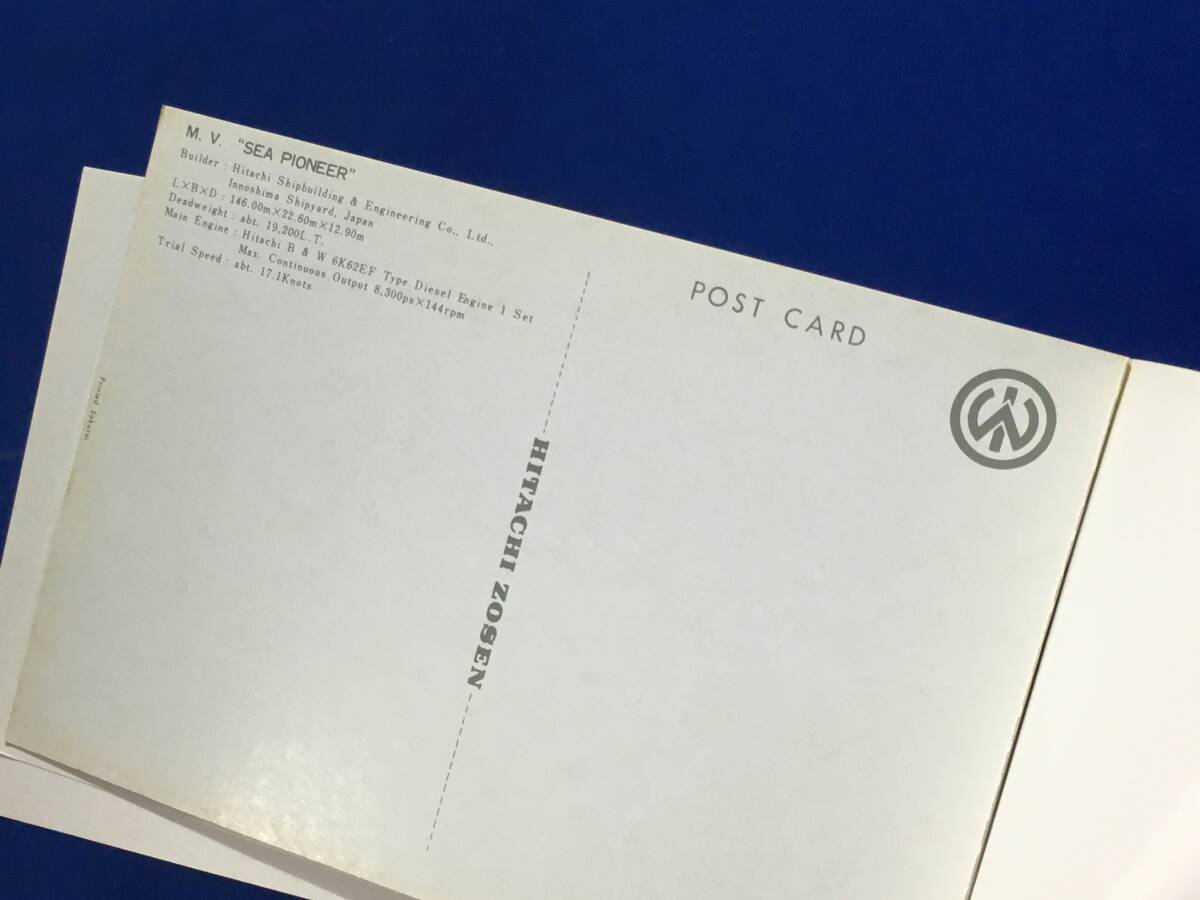 M. V. “SEA PIONEER”
Builder : Hitachi Shipbuilding & Engineering Co., Ltd.,
Innoshima Shipyard, Japan
L×B×D : 146.00m×22.60m×12.90m
Deadweight : abt. 19,200L.T.
Main Engine : Hitachi B & W 6K62EF Type Diesel Engine 1 Set
Max. Continuous Output 8,300ps×144rpm
Trial Speed : abt. 17.1Knots
POST CARD
HITACHI ZOSEN
Printed